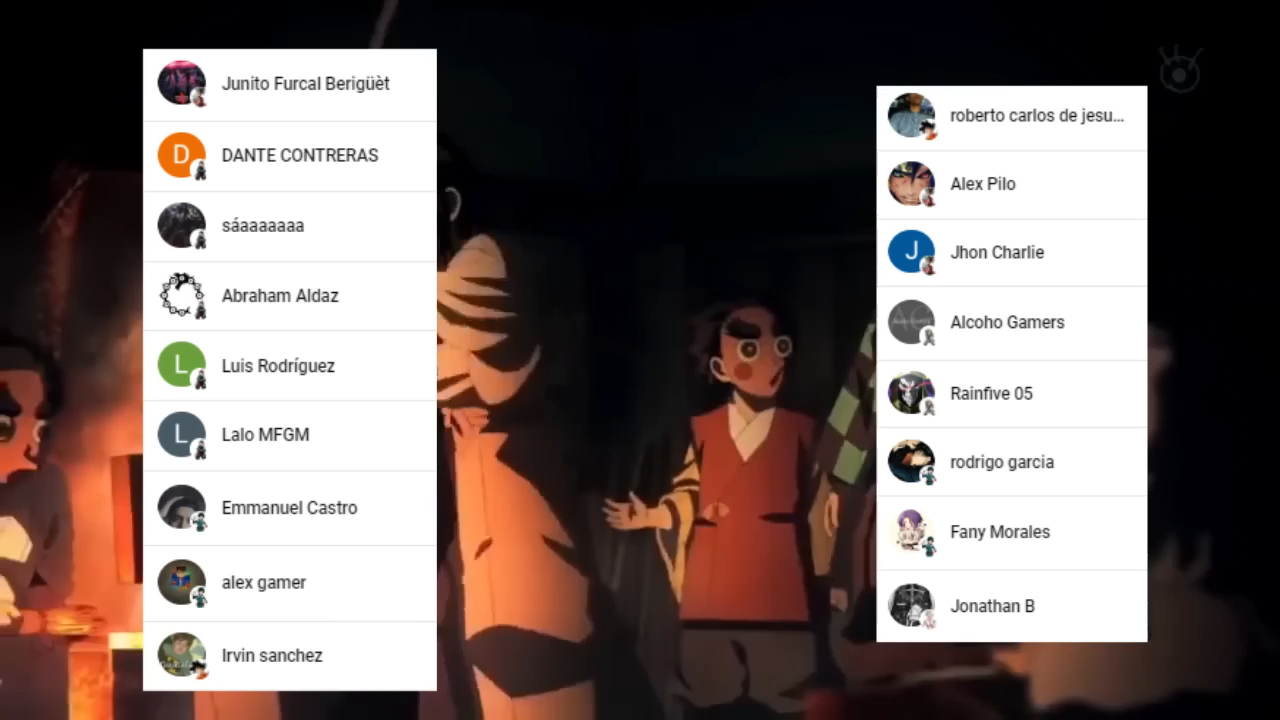 Junito Furcal Berigüèt
D
DANTE CONTRERAS
sáaaaaaaa
Abraham Aldaz
L
Luis Rodríguez
L
Lalo MFGM
Emmanuel Castro
alex gamer
Irvin sanchez
roberto carlos de jesu...
Alex Pilo
J
Jhon Charlie
Alcoho Gamers
Rainfive 05
rodrigo garcia
Fany Morales
Jonathan B